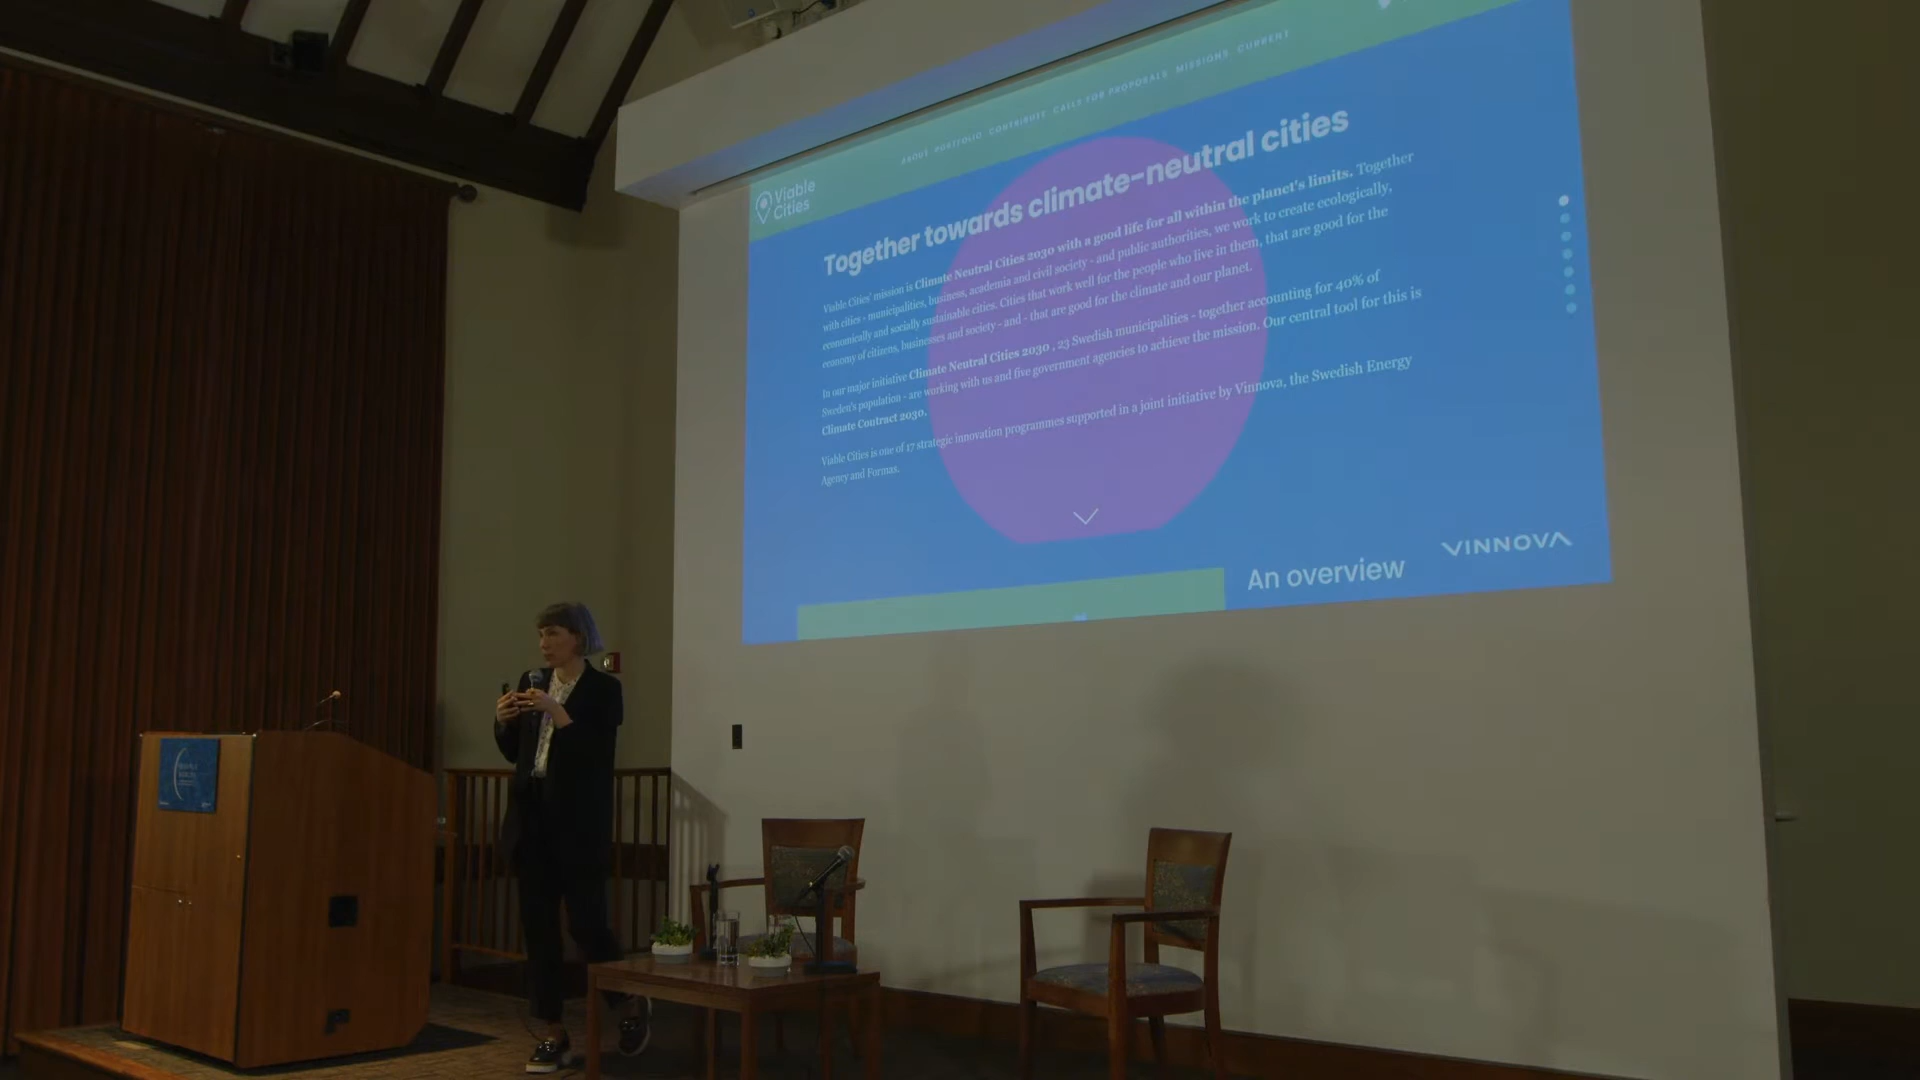 ABOUT PORTFOLIO CONTRIBUTE CALLS FOR PROPOSALS MISSIONS CURRENT
Viable
Cities
Together towards climate-neutral cities
Viable Cities' mission is Climate Neutral Cities 2030 with a good life for all within the planet's limits. Together
with cities - municipalities, business, academia and civil society - and public authorities, we work to create ecologically,
economically and socially sustainable cities. Cities that work well for the people who live in them, that are good for the
economy of citizens, businesses and society - and - that are good for the climate and our planet.
In our major initiative Climate Neutral Cities 2030 , 23 Swedish municipalities - together accounting for 40% of
Sweden's population - are working with us and five government agencies to achieve the mission. Our central tool for this is
Climate Contract 2030.
Viable Cities is one of 17 strategic innovation programmes supported in a joint initiative by Vinnova, the Swedish Energy
Agency and Formas.
An overview
VINNOVA